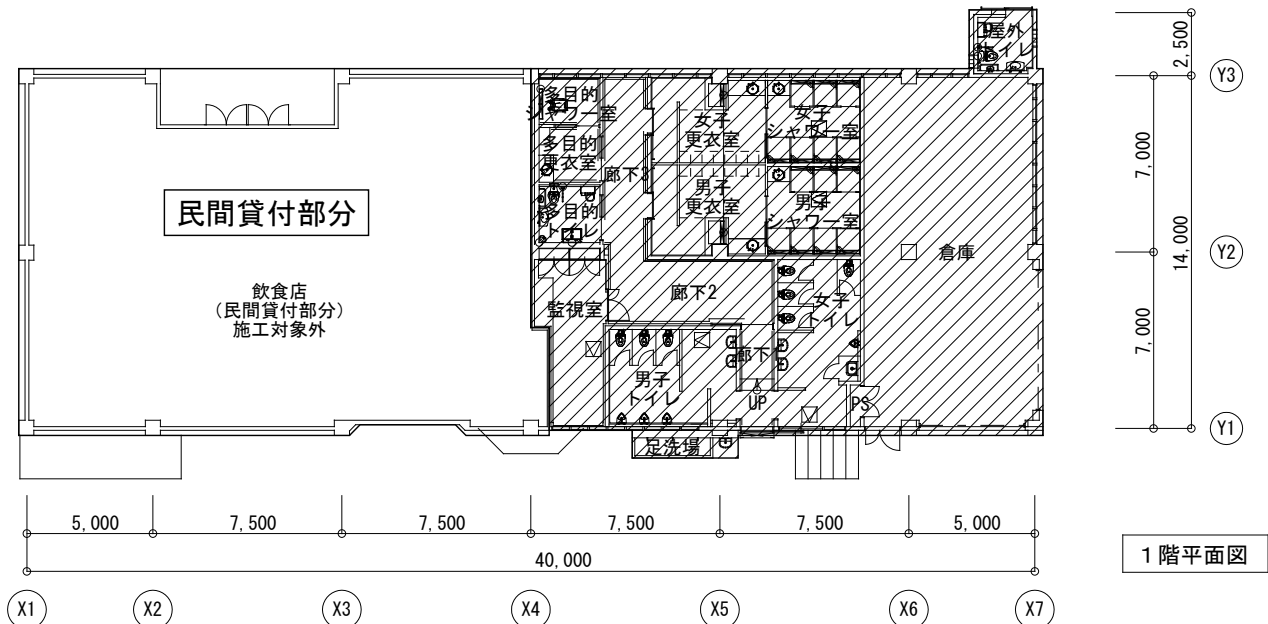 屋外
トイレ
2,500
Y3
多目的
シャワー室
女子
更衣室
女子
シャワー室
多目的
更衣室
廊下3
7,000
民間貸付部分
多目的
トイレ
男子
更衣室
男子
シャワー室
倉庫
14,000
Y2
飲食店
(民間貸付部分)
施工対象外
監視室
廊下2
女子
トイレ
7,000
廊下1
男子
トイレ
UP
PS
Y1
足洗場
5,000
7,500
7,500
7,500
7,500
5,000
40,000
1階平面図
X1
X2
X3
X4
X5
X6
X7